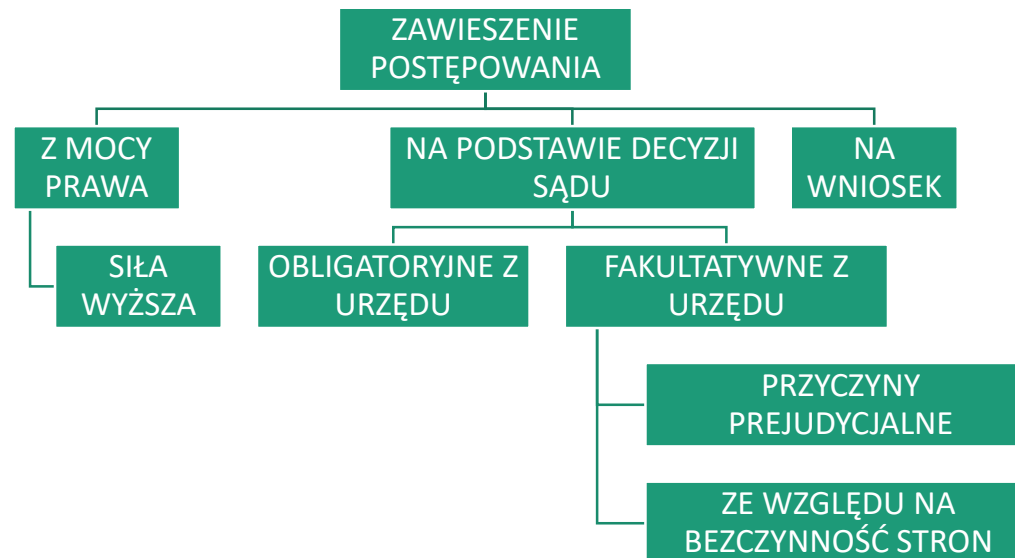 ZAWIESZENIE
POSTĘPOWANIA
Z MOCY
PRAWA
NA PODSTAWIE DECYZJI
SĄDU
NA
WNIOSEK
SIŁA
WYŻSZA
OBLIGATORYJNE Z
URZĘDU
FAKULTATYWNE Z
URZĘDU
PRZYCZYNY
PREJUDYCJALNE
ZE WZGLĘDU NA
BEZCZYNNOŚĆ STRON